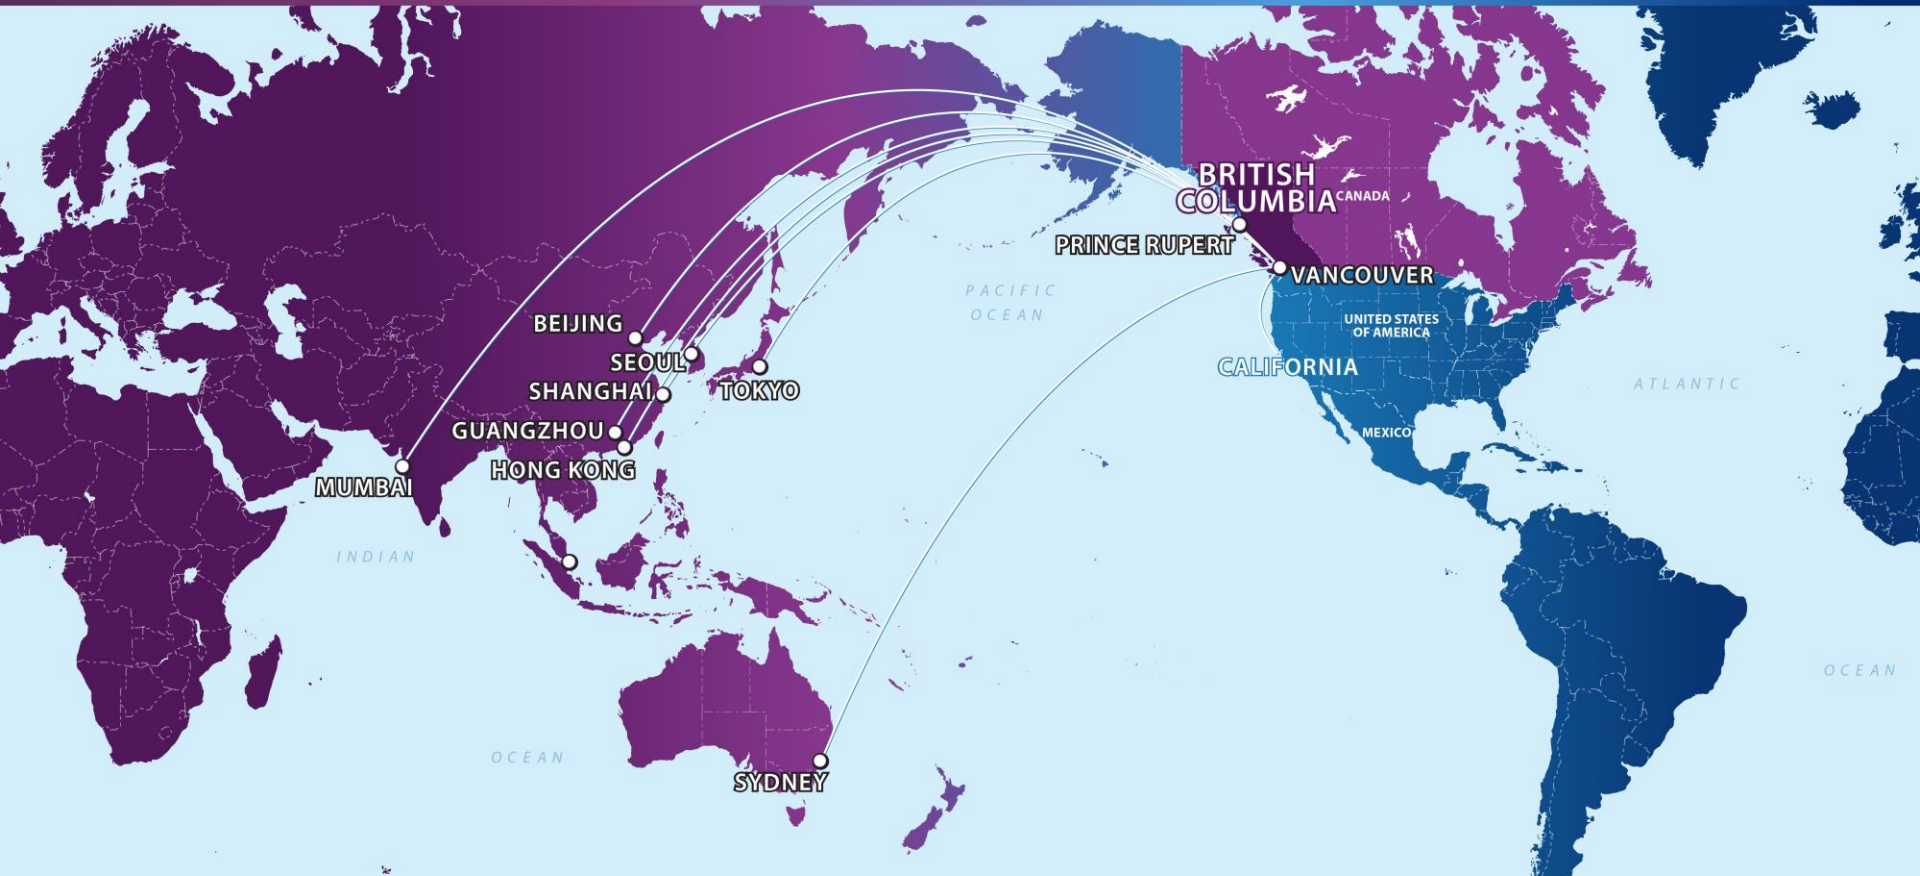 BRITISH
COLUMBIA
CANADA
PRINCE RUPERT
VANCOUVER
PACIFIC
OCEAN
BEIJING
UNITED STATES
OF AMERICA
SEOUL
CALIFORNIA
SHANGHAI
TOKYO
ATLANTIC
GUANGZHOU
MEXICO
HONG KONG
MUMBAI
INDIAN
OCEAN
OCEAN
SYDNEY